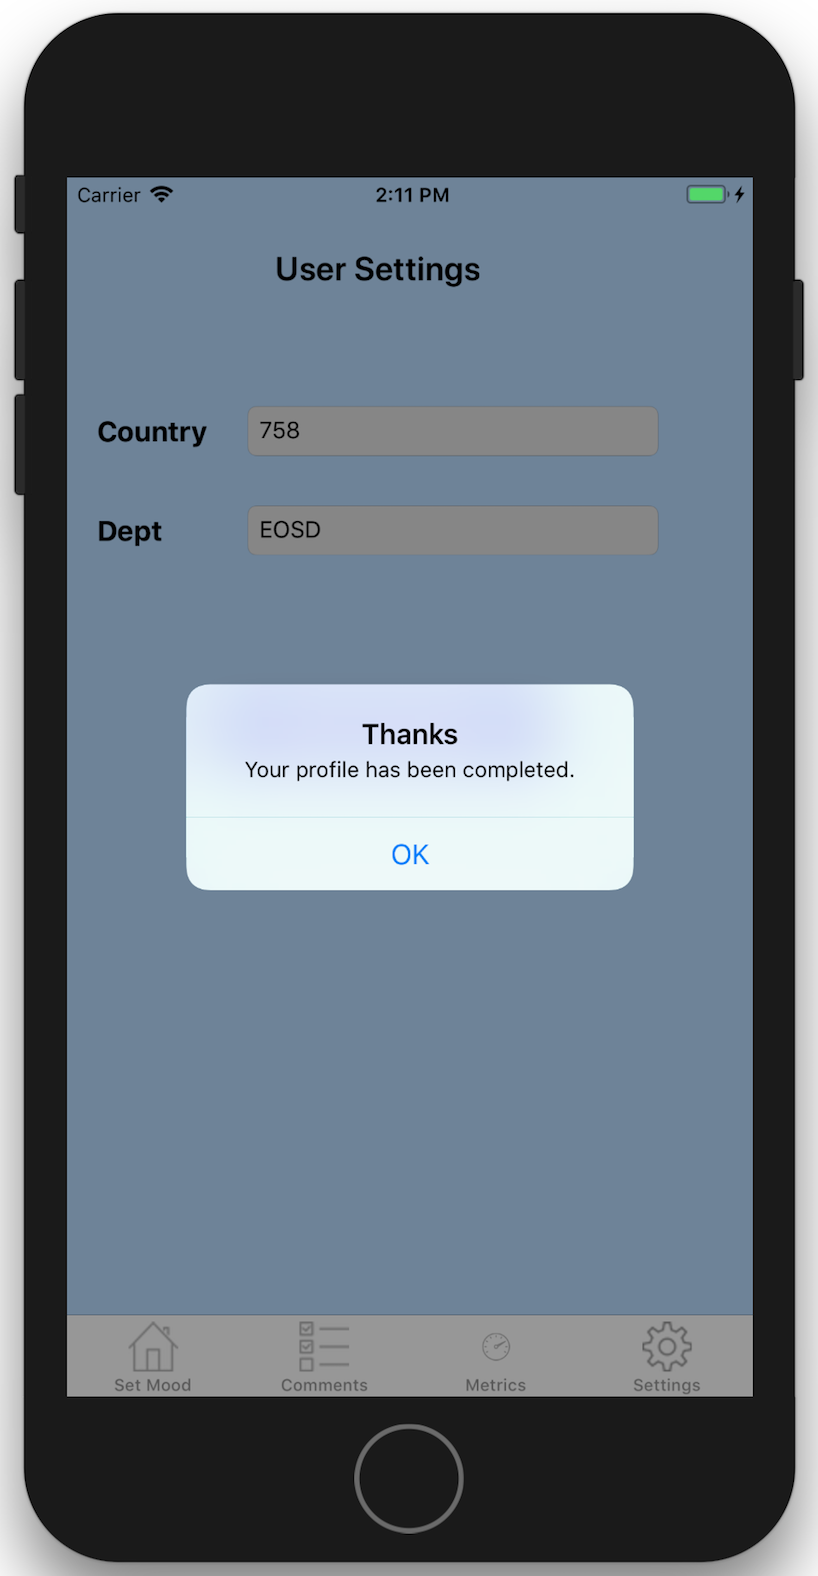 Carrier 2:11 PM
User Settings
Country 758
Dept EOSD
Thanks
Your profile has been completed.
OK
Set Mood Comments Metrics Settings